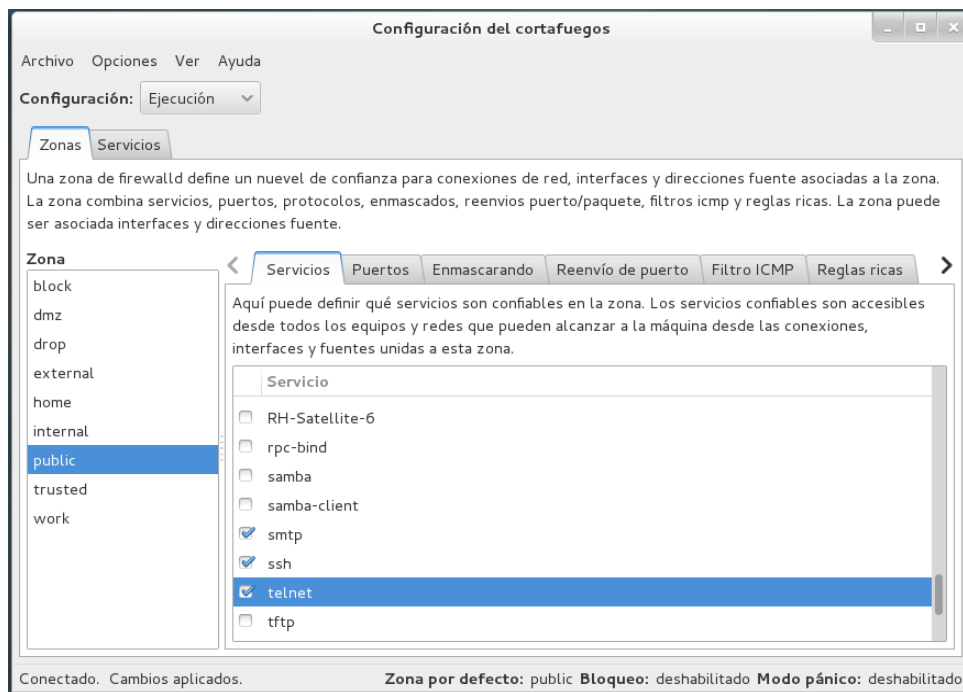 Configuración del cortafuegos
Archivo Opciones Ver Ayuda
Configuración: Ejecución
Zonas Servicios
Una zona de firewalld define un nuevel de confianza para conexiones de red, interfaces y direcciones fuente asociadas a la zona.
La zona combina servicios, puertos, protocolos, enmascados, reenvios puerto/paquete, filtros icmp y reglas ricas. La zona puede
ser asociada interfaces y direcciones fuente.
Zona
block
dmz
drop
external
home
internal
public
trusted
work
Servicios Puertos Enmascarando Reenvío de puerto Filtro ICMP Reglas ricas
Aquí puede definir qué servicios son confiables en la zona. Los servicios confiables son accesibles
desde todos los equipos y redes que pueden alcanzar a la máquina desde las conexiones,
interfaces y fuentes unidas a esta zona.
Servicio
RH-Satellite-6
rpc-bind
samba
samba-client
smtp
ssh
telnet
tftp
Conectado. Cambios aplicados.
Zona por defecto: public Bloqueo: deshabilitado Modo pánico: deshabilitado